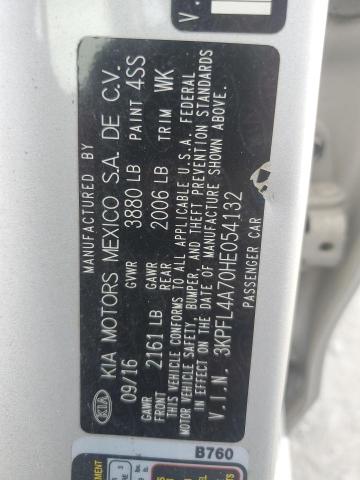 MANUFACTURED BY
KIA KIA MOTORS MEXICO S.A. DE C.V.
09/16 GVWR 3880 LB PAINT 4SS
GAWR FRONT 2161 LB GAWR REAR 2006 LB TRIM WK
THIS VEHICLE CONFORMS TO ALL APPLICABLE U.S.A. FEDERAL
MOTOR VEHICLE SAFETY, BUMPER, AND THEFT PREVENTION STANDARDS
IN EFFECT ON THE DATE OF MANUFACTURE SHOWN ABOVE.
V.I.N. 3KPFL4A70HE054132
PASSENGER CAR
B760